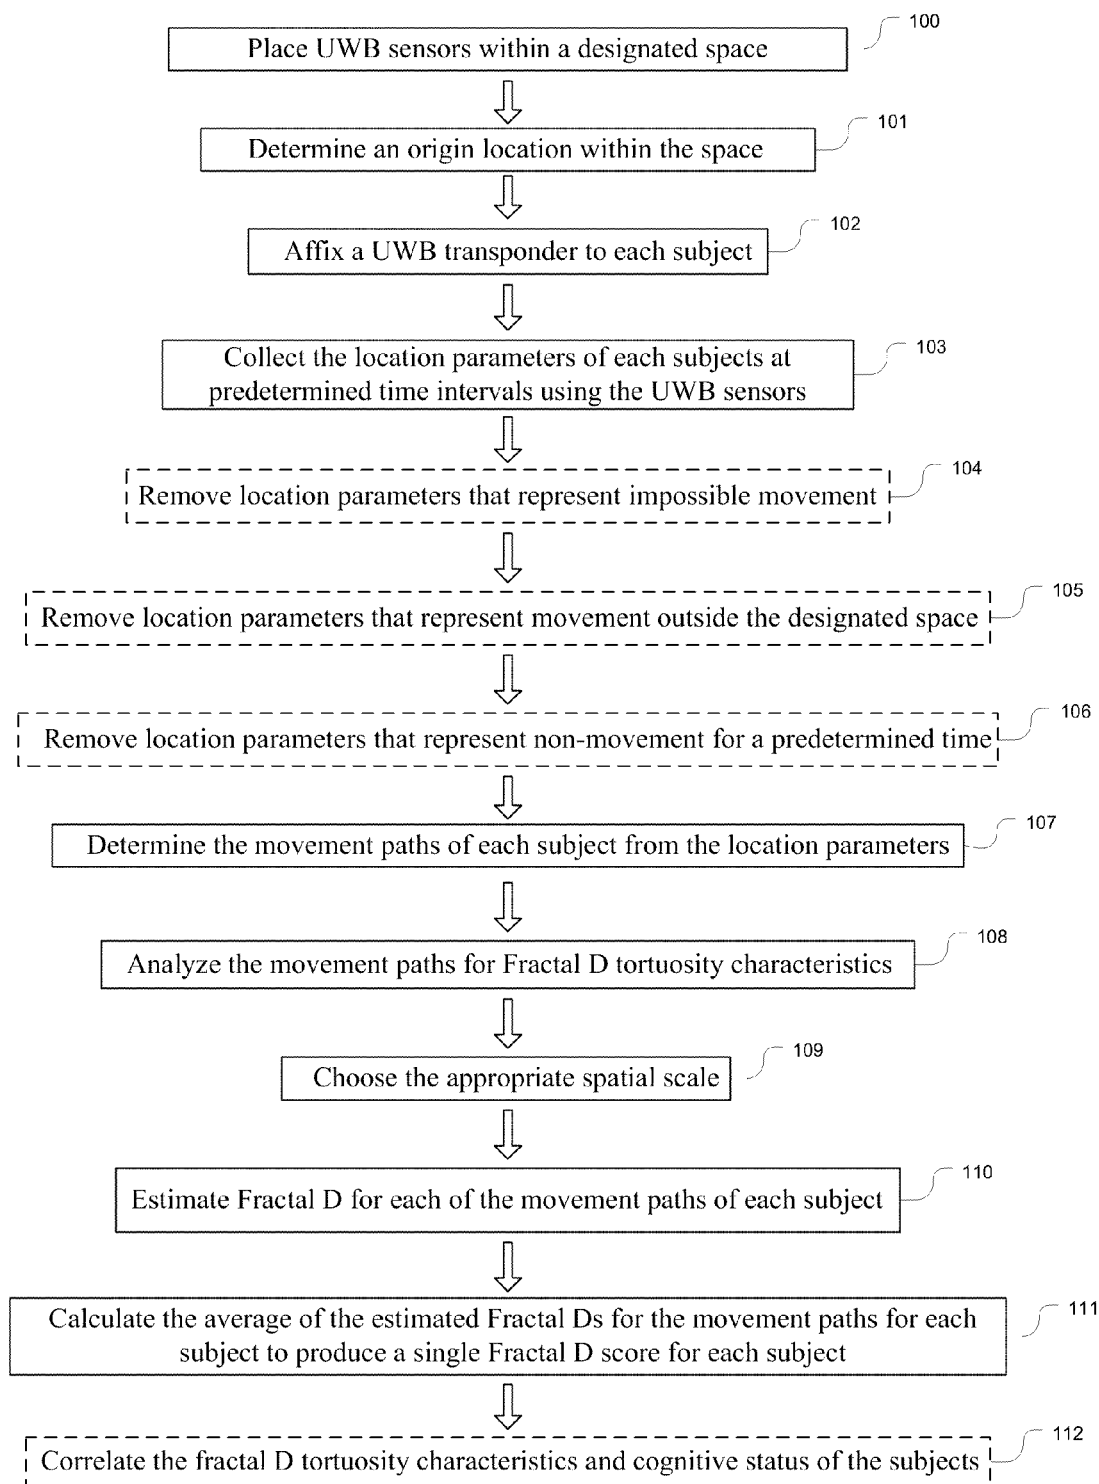 100
Place UWB sensors within a designated space
101
Determine an origin location within the space
102
Affix a UWB transponder to each subject
103
Collect the location parameters of each subjects at
predetermined time intervals using the UWB sensors
104
Remove location parameters that represent impossible movement
105
Remove location parameters that represent movement outside the designated space
106
Remove location parameters that represent non-movement for a predetermined time
107
Determine the movement paths of each subject from the location parameters
108
Analyze the movement paths for Fractal D tortuosity characteristics
109
Choose the appropriate spatial scale
110
Estimate Fractal D for each of the movement paths of each subject
111
Calculate the average of the estimated Fractal Ds for the movement paths for each
subject to produce a single Fractal D score for each subject
112
Correlate the fractal D tortuosity characteristics and cognitive status of the subjects